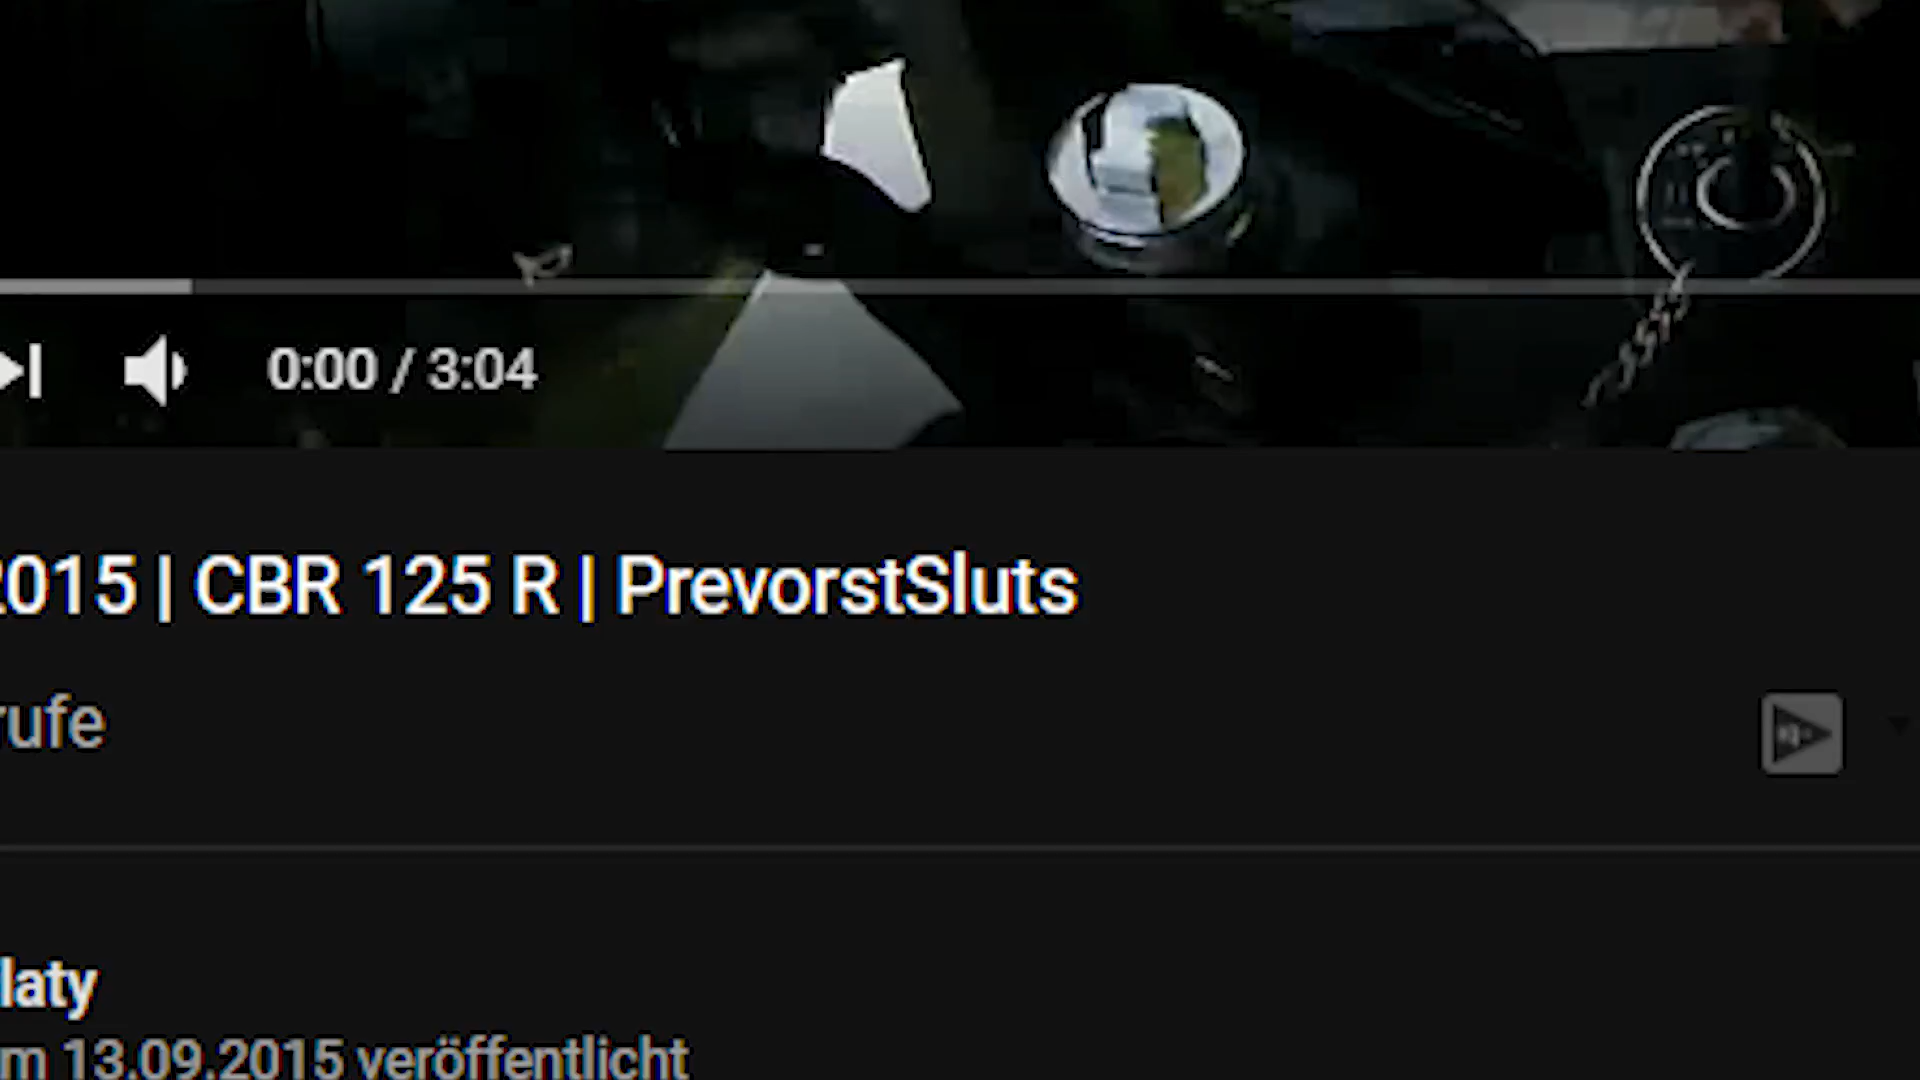 0:00 / 3:04
2015 | CBR 125 R | PrevorstSluts
rufe
laty
m 13.09.2015 veröffentlicht